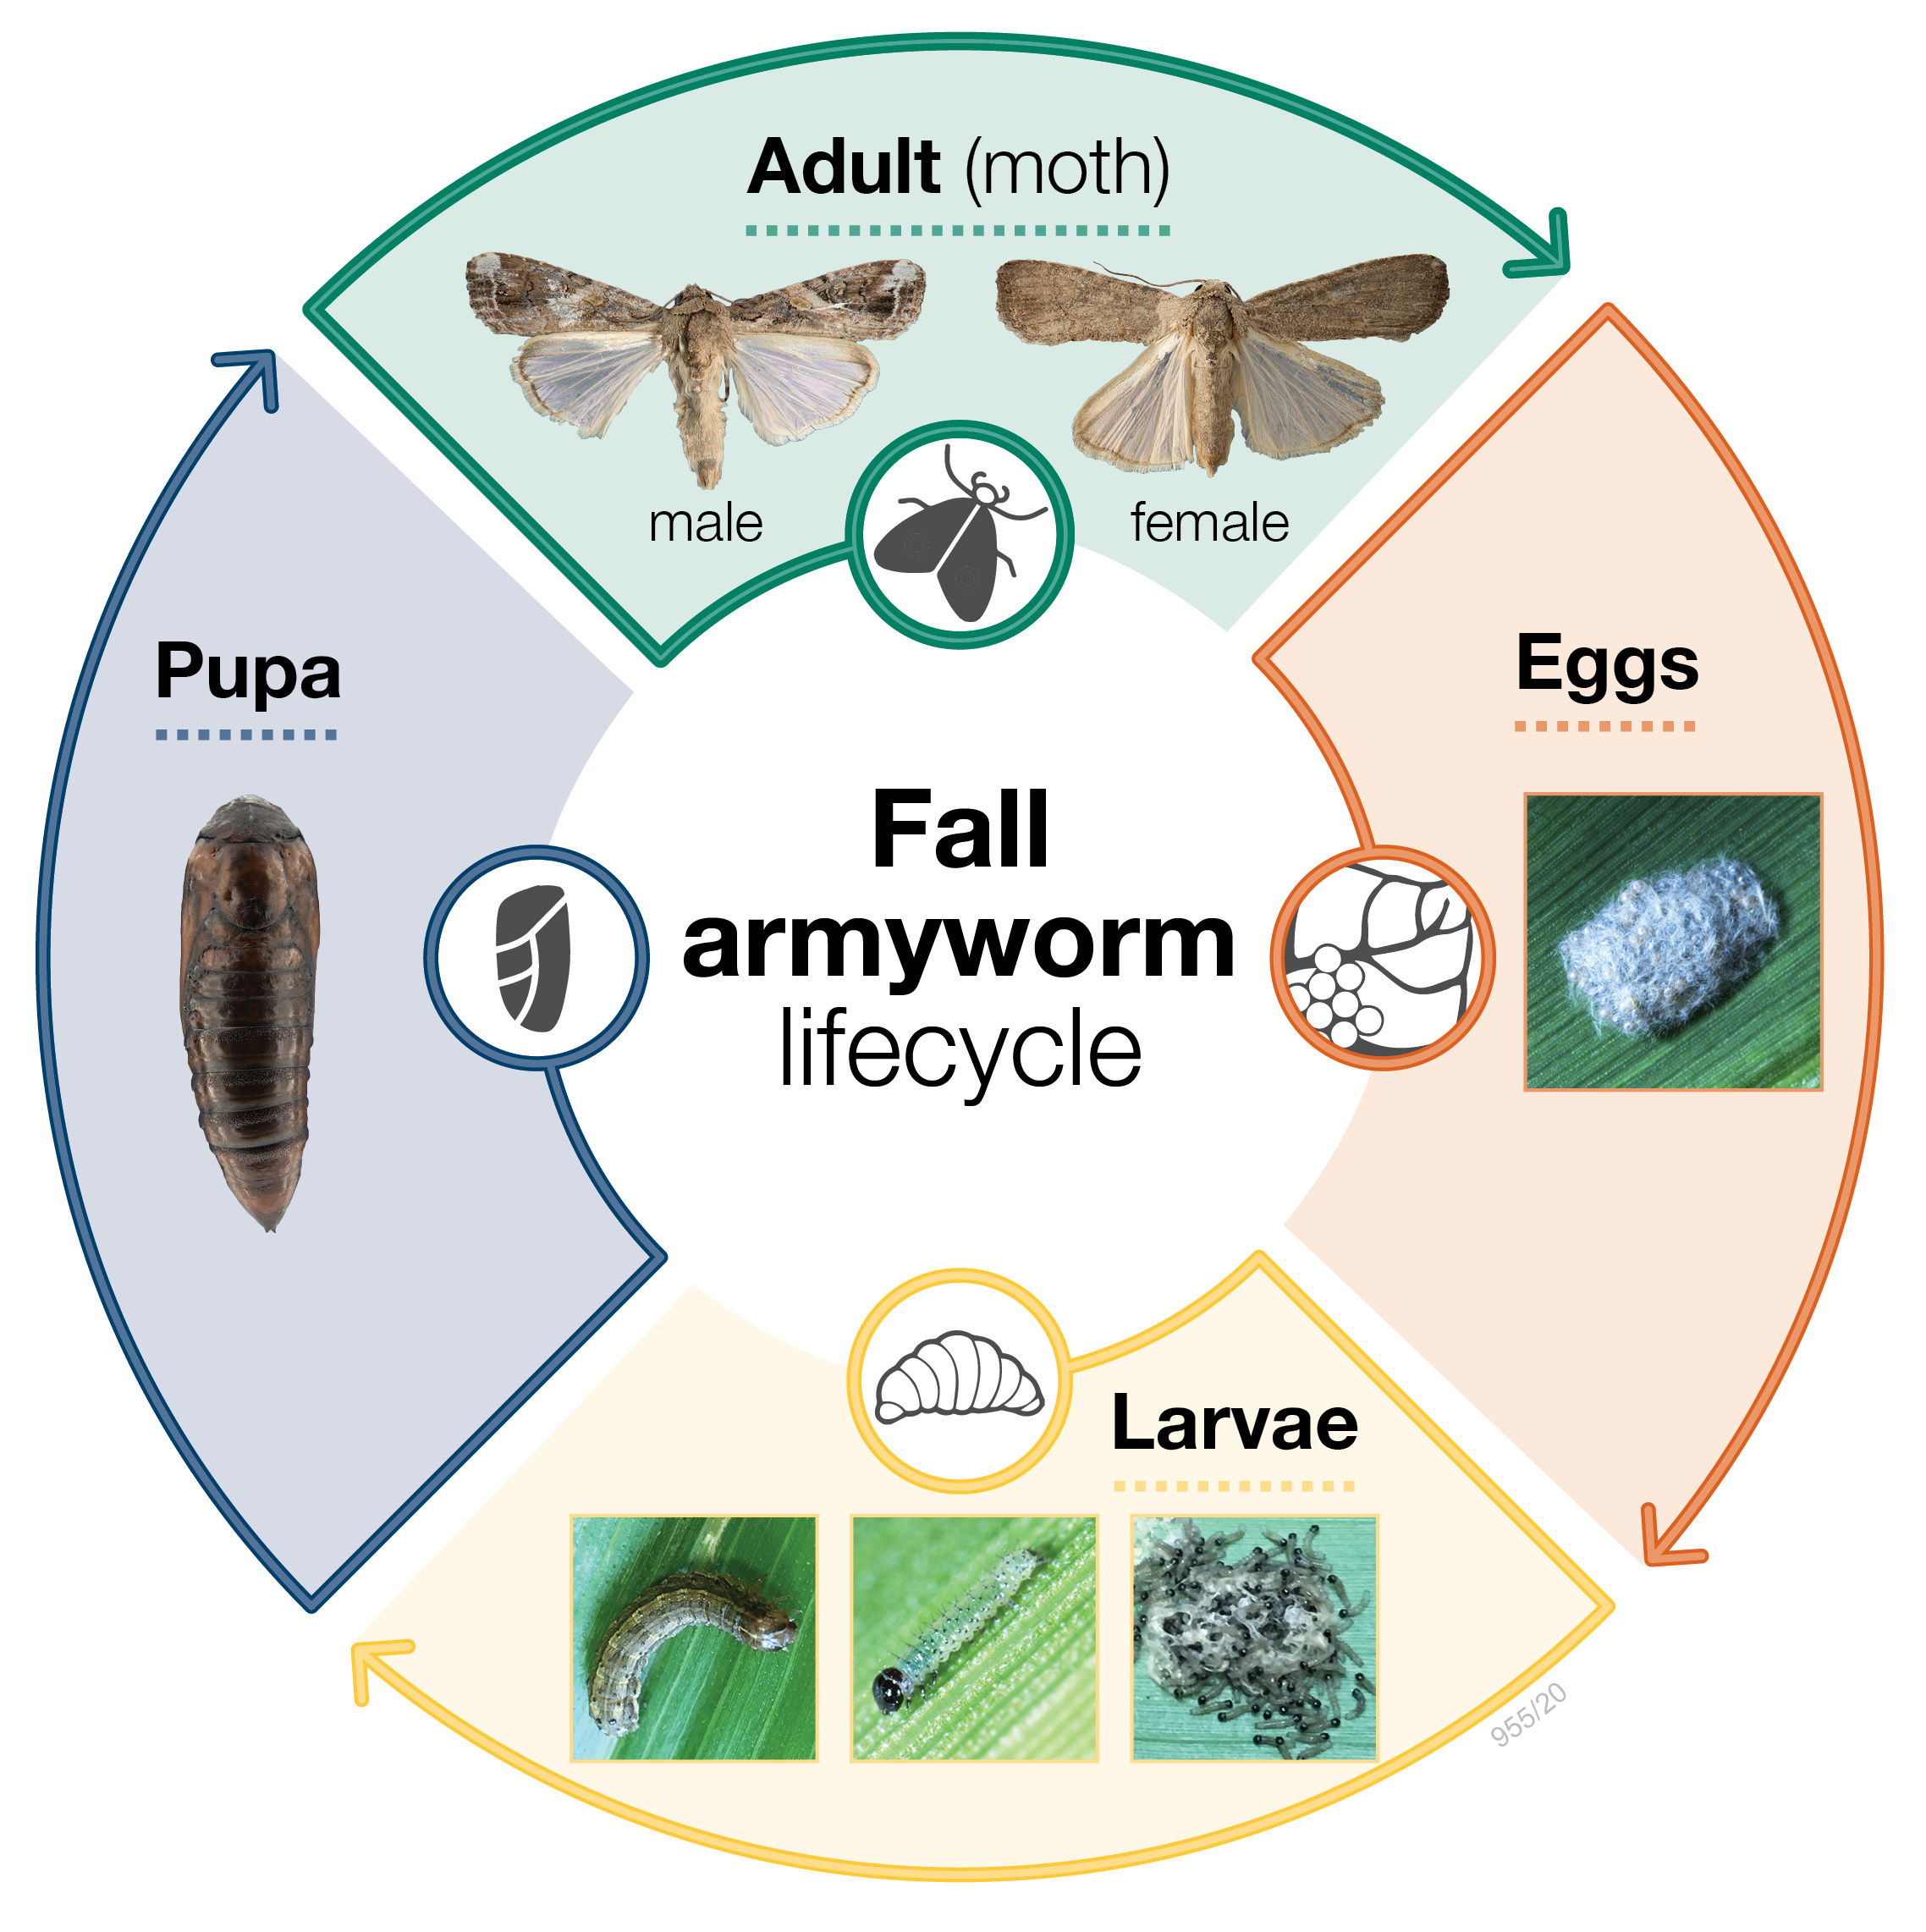 Adult (moth)
male
female
Pupa
Eggs
Fall
armyworm
lifecycle
Larvae
955/20